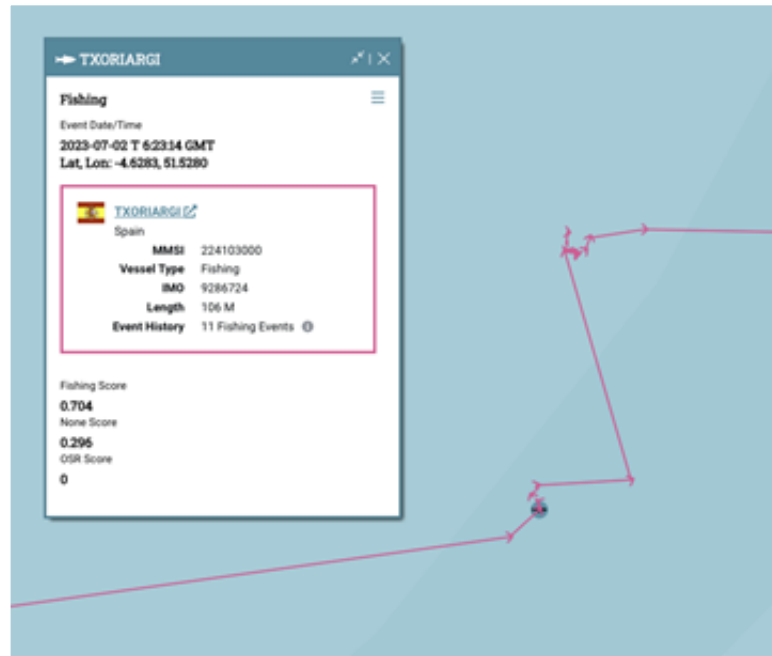 TXORIARGI
Fishing
Event Date/Time
2023-07-02 T 6:23:14 GMT
Lat, Lon: -4.6283, 51.5280
TXORIARGI
Spain
MMSI 224103000
Vessel Type Fishing
IMO 9286724
Length 106 M
Event History 11 Fishing Events
Fishing Score
0.704
None Score
0.296
OSR Score
0